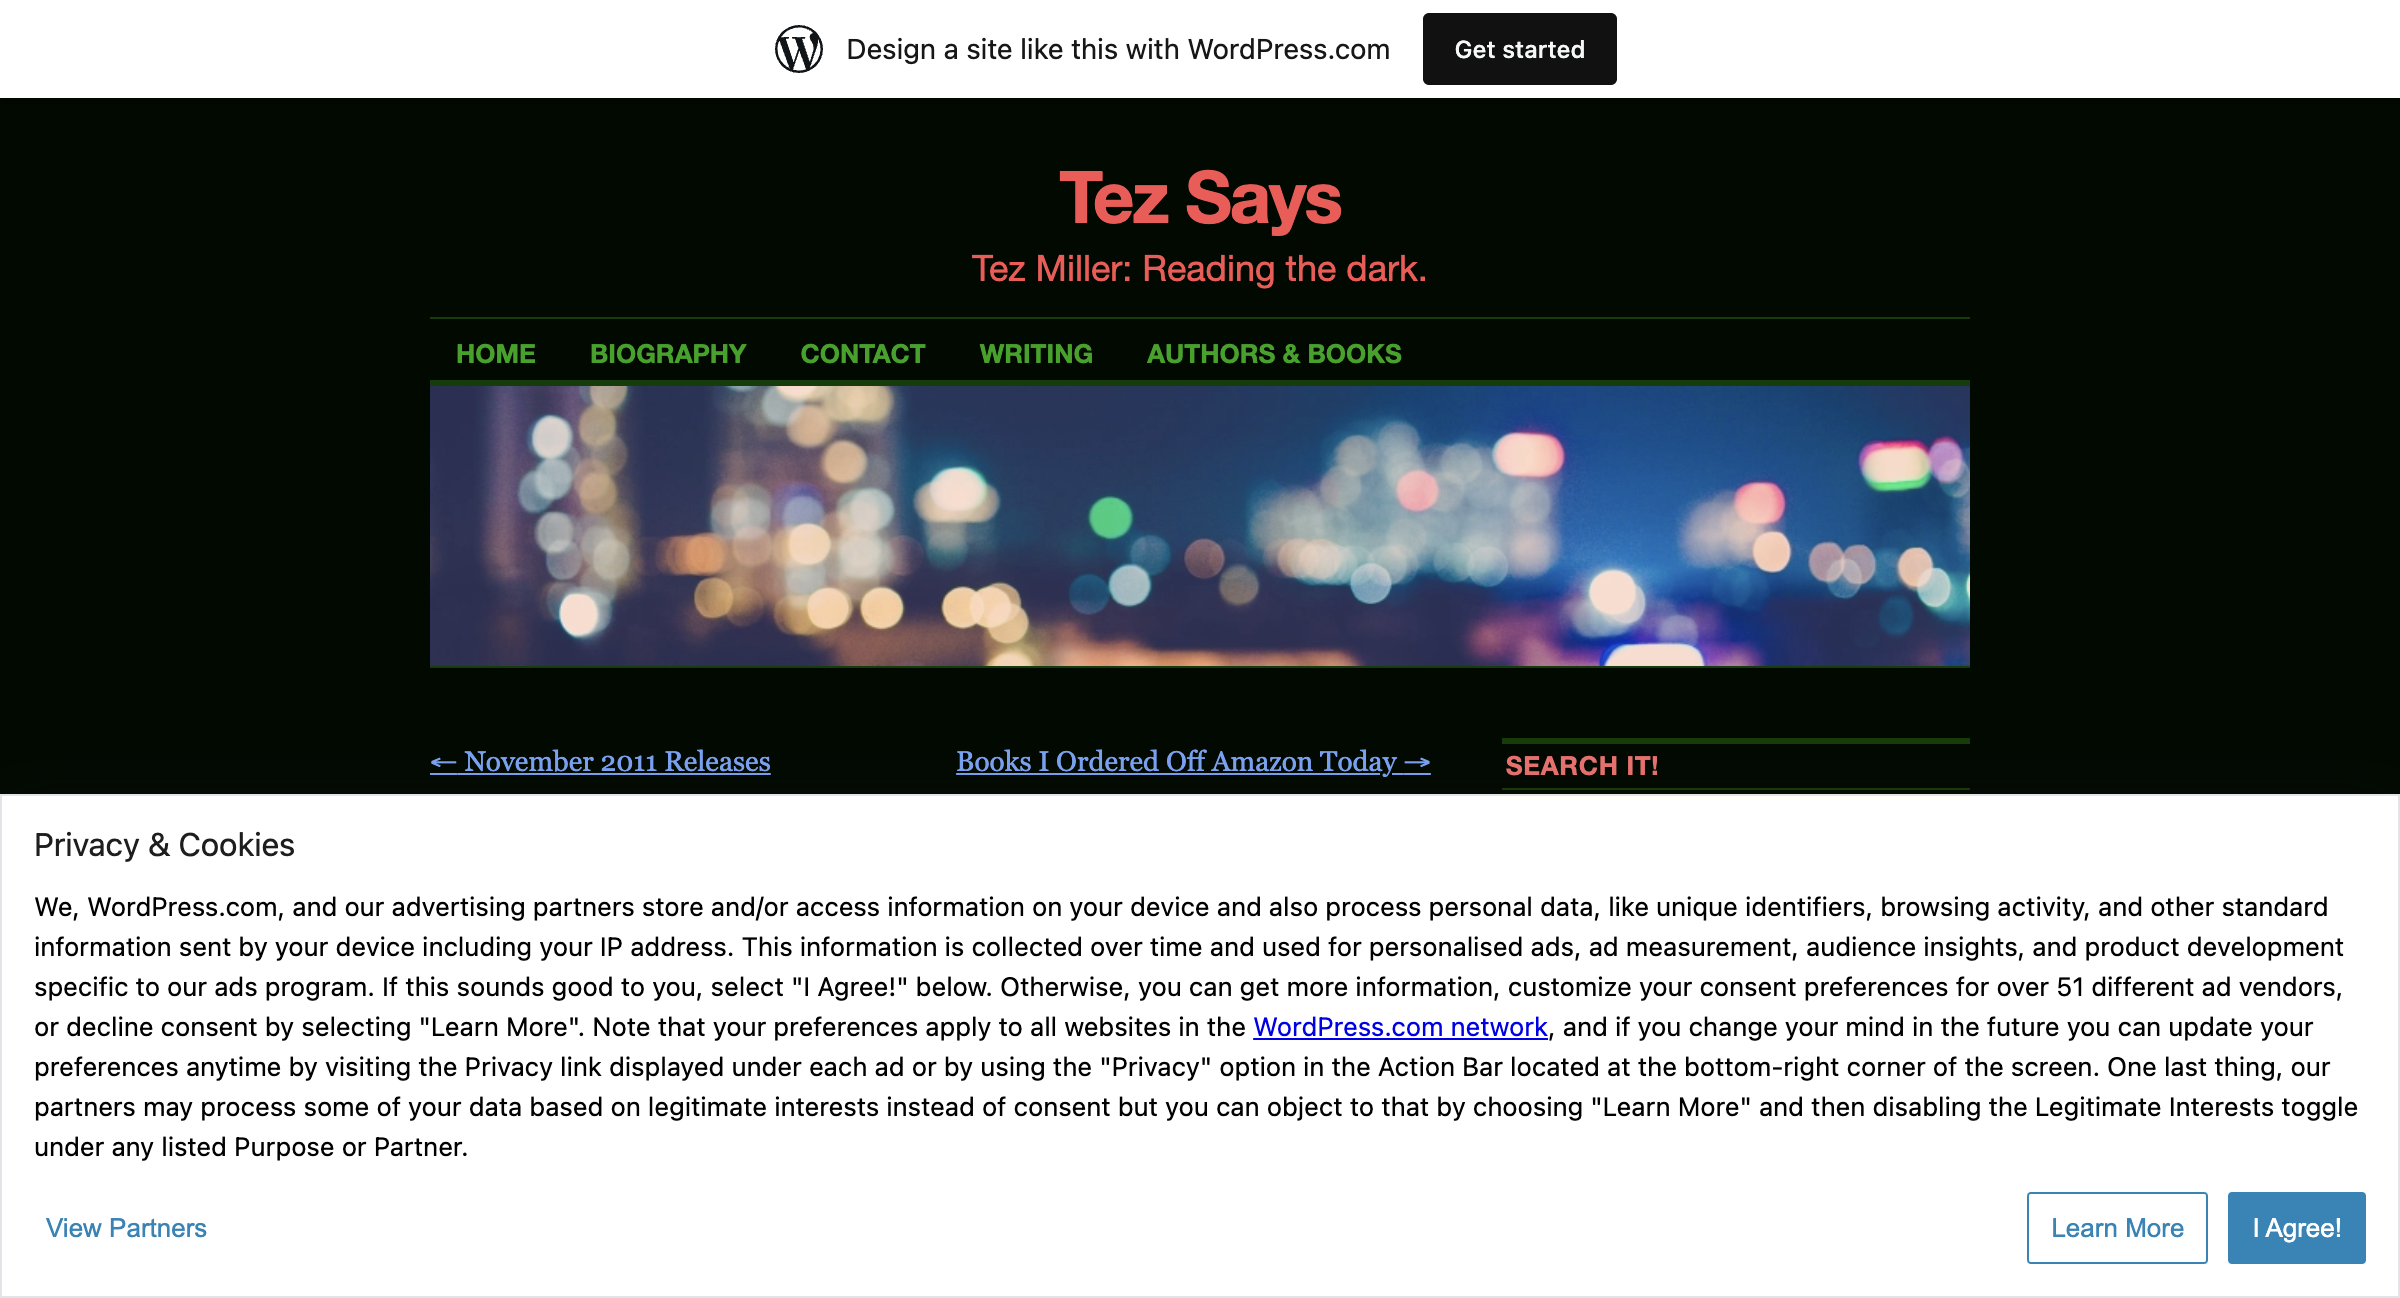 Design a site like this with WordPress.com
Get started
Tez Says
Tez Miller: Reading the dark.
HOME BIOGRAPHY CONTACT WRITING AUTHORS & BOOKS
← November 2011 Releases
Books I Ordered Off Amazon Today →
SEARCH IT!
Privacy & Cookies
We, WordPress.com, and our advertising partners store and/or access information on your device and also process personal data, like unique identifiers, browsing activity, and other standard
information sent by your device including your IP address. This information is collected over time and used for personalised ads, ad measurement, audience insights, and product development
specific to our ads program. If this sounds good to you, select "I Agree!" below. Otherwise, you can get more information, customize your consent preferences for over 51 different ad vendors,
or decline consent by selecting "Learn More". Note that your preferences apply to all websites in the WordPress.com network, and if you change your mind in the future you can update your
preferences anytime by visiting the Privacy link displayed under each ad or by using the "Privacy" option in the Action Bar located at the bottom-right corner of the screen. One last thing, our
partners may process some of your data based on legitimate interests instead of consent but you can object to that by choosing "Learn More" and then disabling the Legitimate Interests toggle
under any listed Purpose or Partner.
View Partners
Learn More
I Agree!